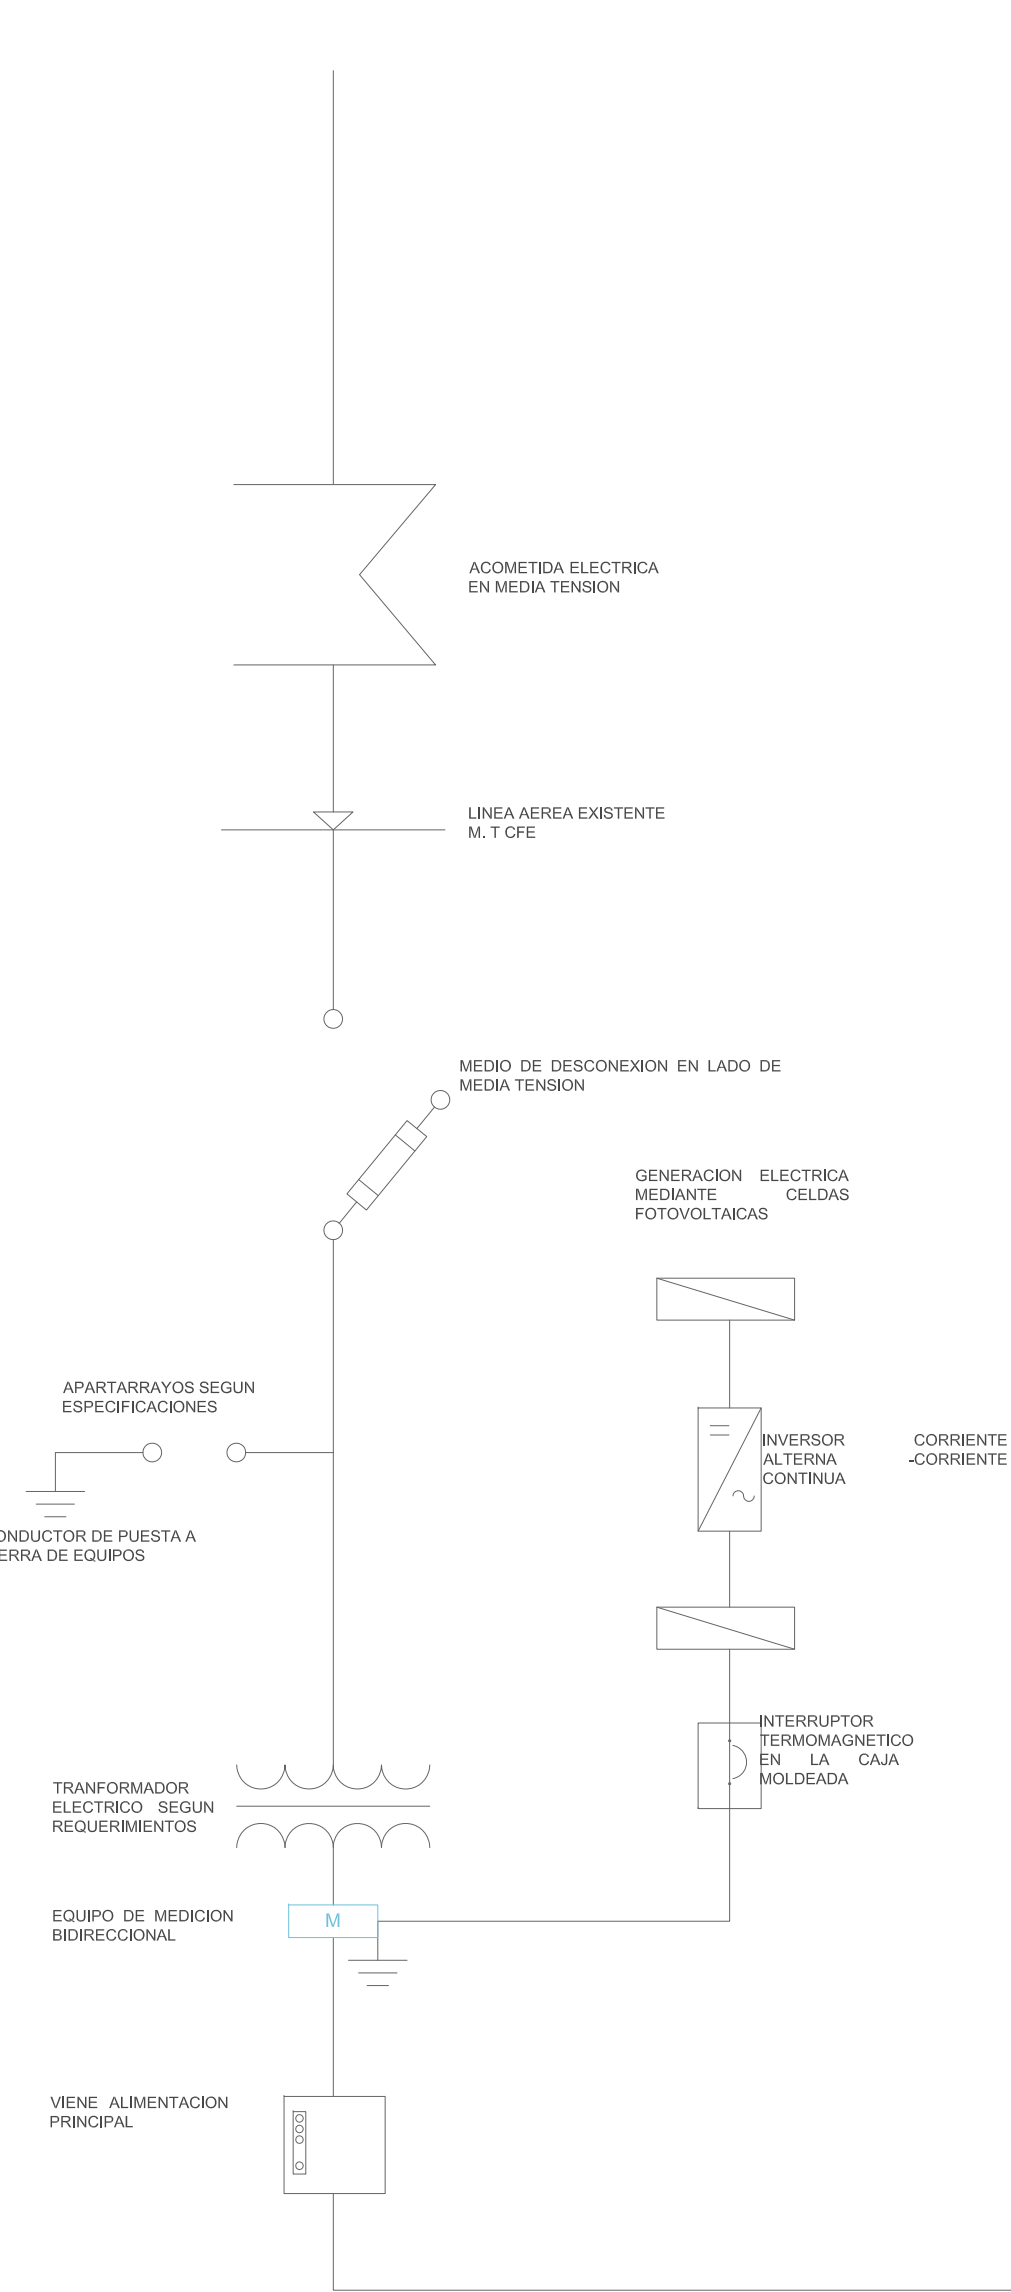 ACOMETIDA ELECTRICA
EN MEDIA TENSION
LINEA AEREA EXISTENTE
M. T CFE
MEDIO DE DESCONEXION EN LADO DE
MEDIA TENSION
GENERACION ELECTRICA
MEDIANTE CELDAS
FOTOVOLTAICAS
APARTARRAYOS SEGUN
ESPECIFICACIONES
INVERSOR CORRIENTE
ALTERNA -CORRIENTE
CONTINUA
ONDUCTOR DE PUESTA A
ERRA DE EQUIPOS
INTERRUPTOR
TERMOMAGNETICO
EN LA CAJA
MOLDEADA
TRANFORMADOR
ELECTRICO SEGUN
REQUERIMIENTOS
EQUIPO DE MEDICION
BIDIRECCIONAL
M
VIENE ALIMENTACION
PRINCIPAL